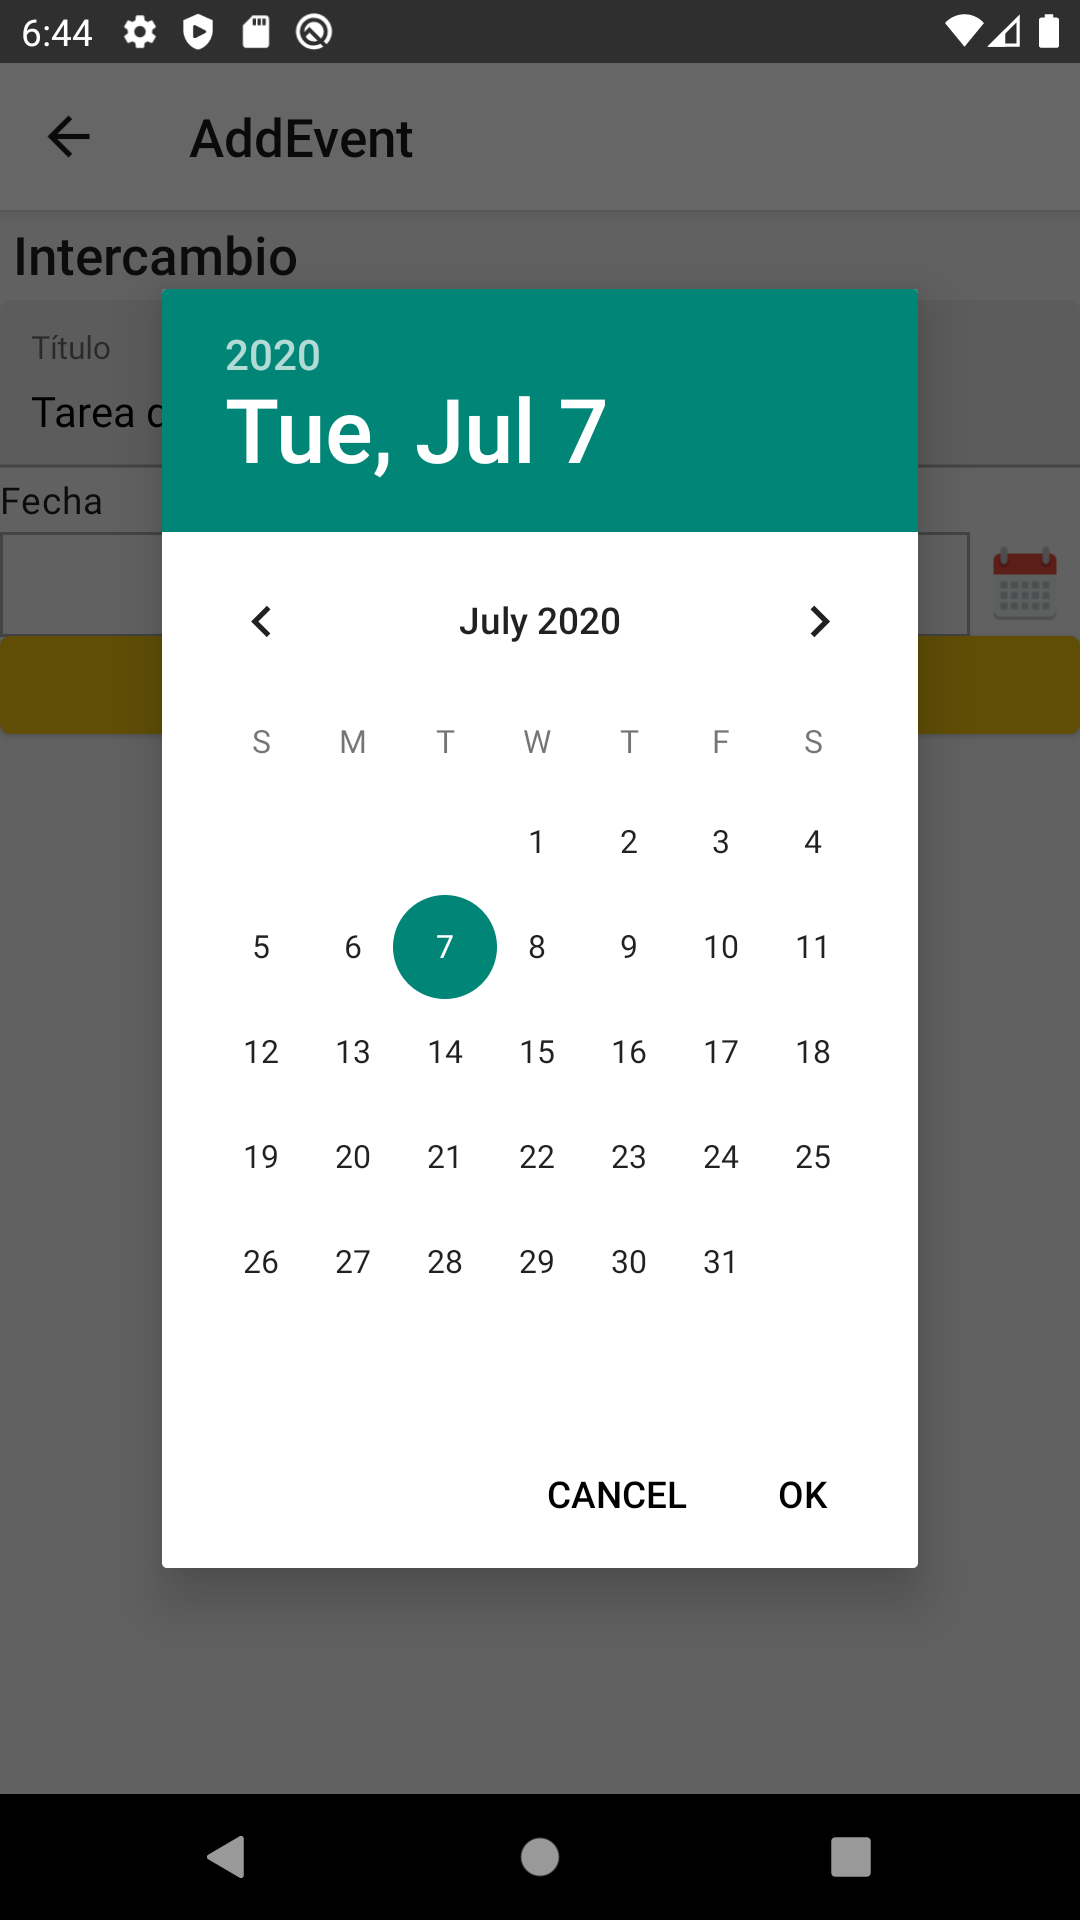 6:44
AddEvent
Intercambio
Título
Tarea
Fecha
2020
Tue, Jul 7
July 2020
S M T W T F S
1 2 3 4
5 6 7 8 9 10 11
12 13 14 15 16 17 18
19 20 21 22 23 24 25
26 27 28 29 30 31
CANCEL OK